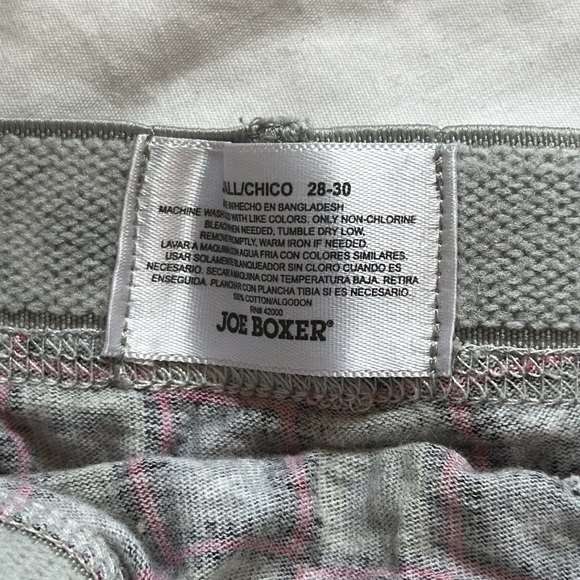 ALL/CHICO 28-30
E IN/HECHO EN BANGLADESH
MACHINE WASH WITH LIKE COLORS. ONLY NON-CHLORINE
BLEACH WHEN NEEDED, TUMBLE DRY LOW.
REMOVE PROMPTLY, WARM IRON IF NEEDED.
LAVAR A MAQUINA CON AGUA FRIA CON COLORES SIMILARES.
USAR SOLAMENTE BLANQUEADOR SIN CLORO CUANDO ES
NECESARIO. SECAR A MAQUINA CON TEMPERATURA BAJA. RETIRA
ENSEGUIDA. PLANCHAR CON PLANCHA TIBIA SI ES NECESARIO.
100% COTTON/ALGODON
RN# 42000
JOE BOXER®